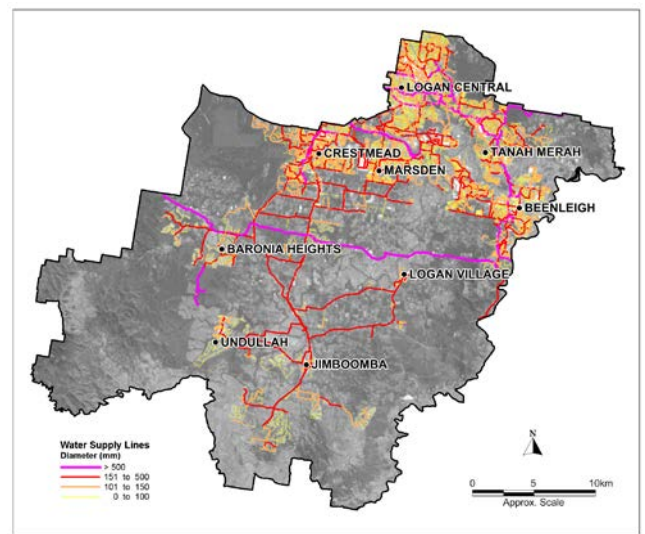 LOGAN CENTRAL
CRESTMEAD
TANAH MERAH
MARSDEN
BEENLEIGH
BARONIA HEIGHTS
LOGAN VILLAGE
UNDULLAH
JIMBOOMBA
Water Supply Lines
Diameter (mm)
> 500
151 to 500
101 to 150
0 to 100
N
0 5 10km
Approx. Scale